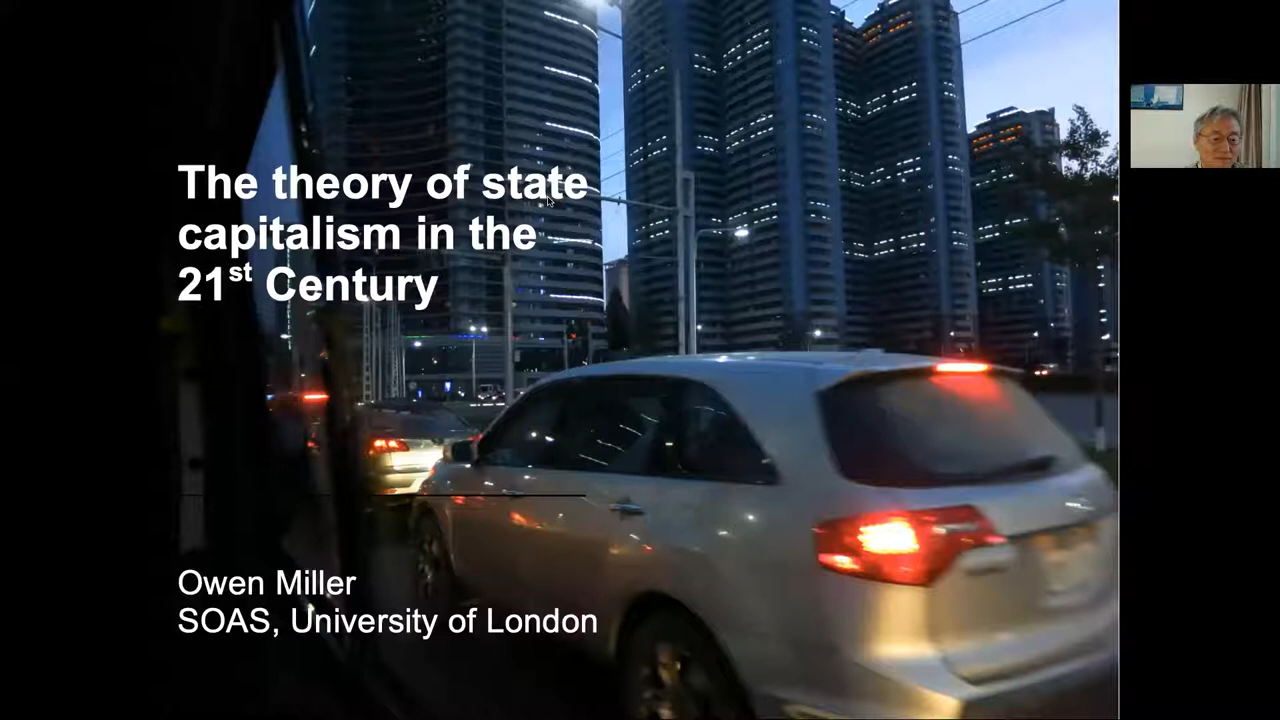 The theory of state
capitalism in the
21st Century
Owen Miller
SOAS, University of London